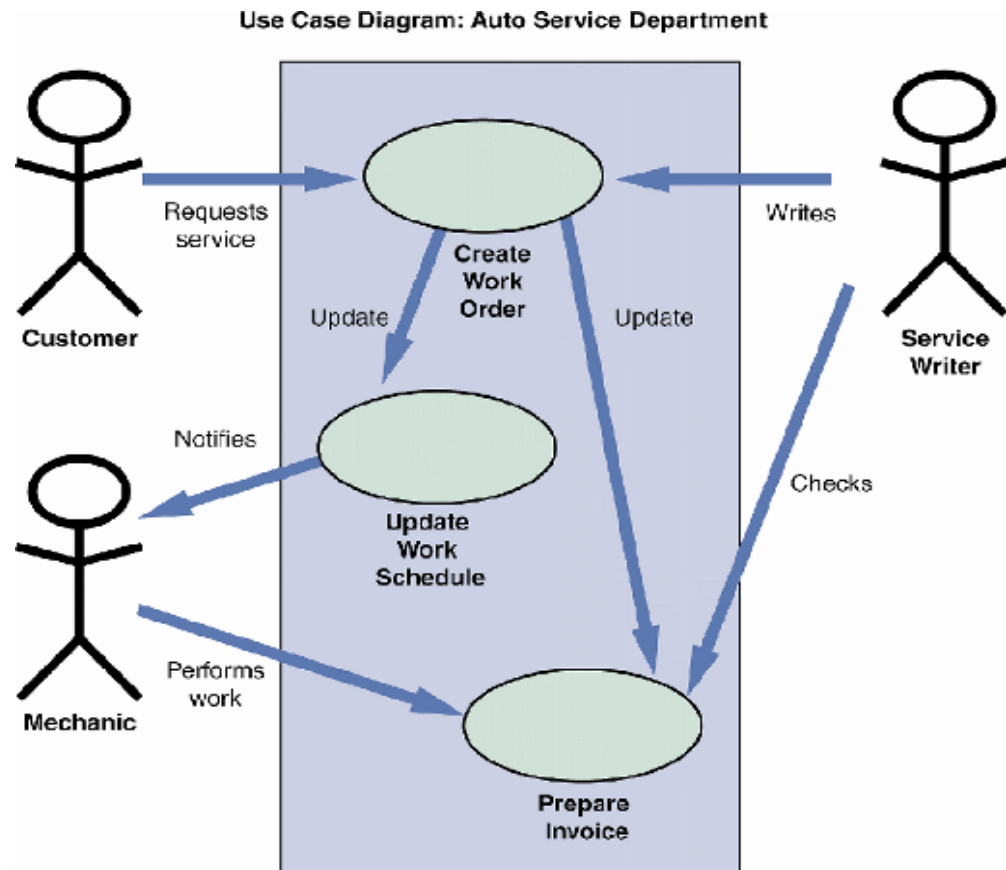 Use Case Diagram: Auto Service Department
Requests
service
Writes
Create
Work
Order
Customer
Update
Update
Service
Writer
Notifies
Checks
Update
Work
Schedule
Performs
work
Mechanic
Prepare
Invoice